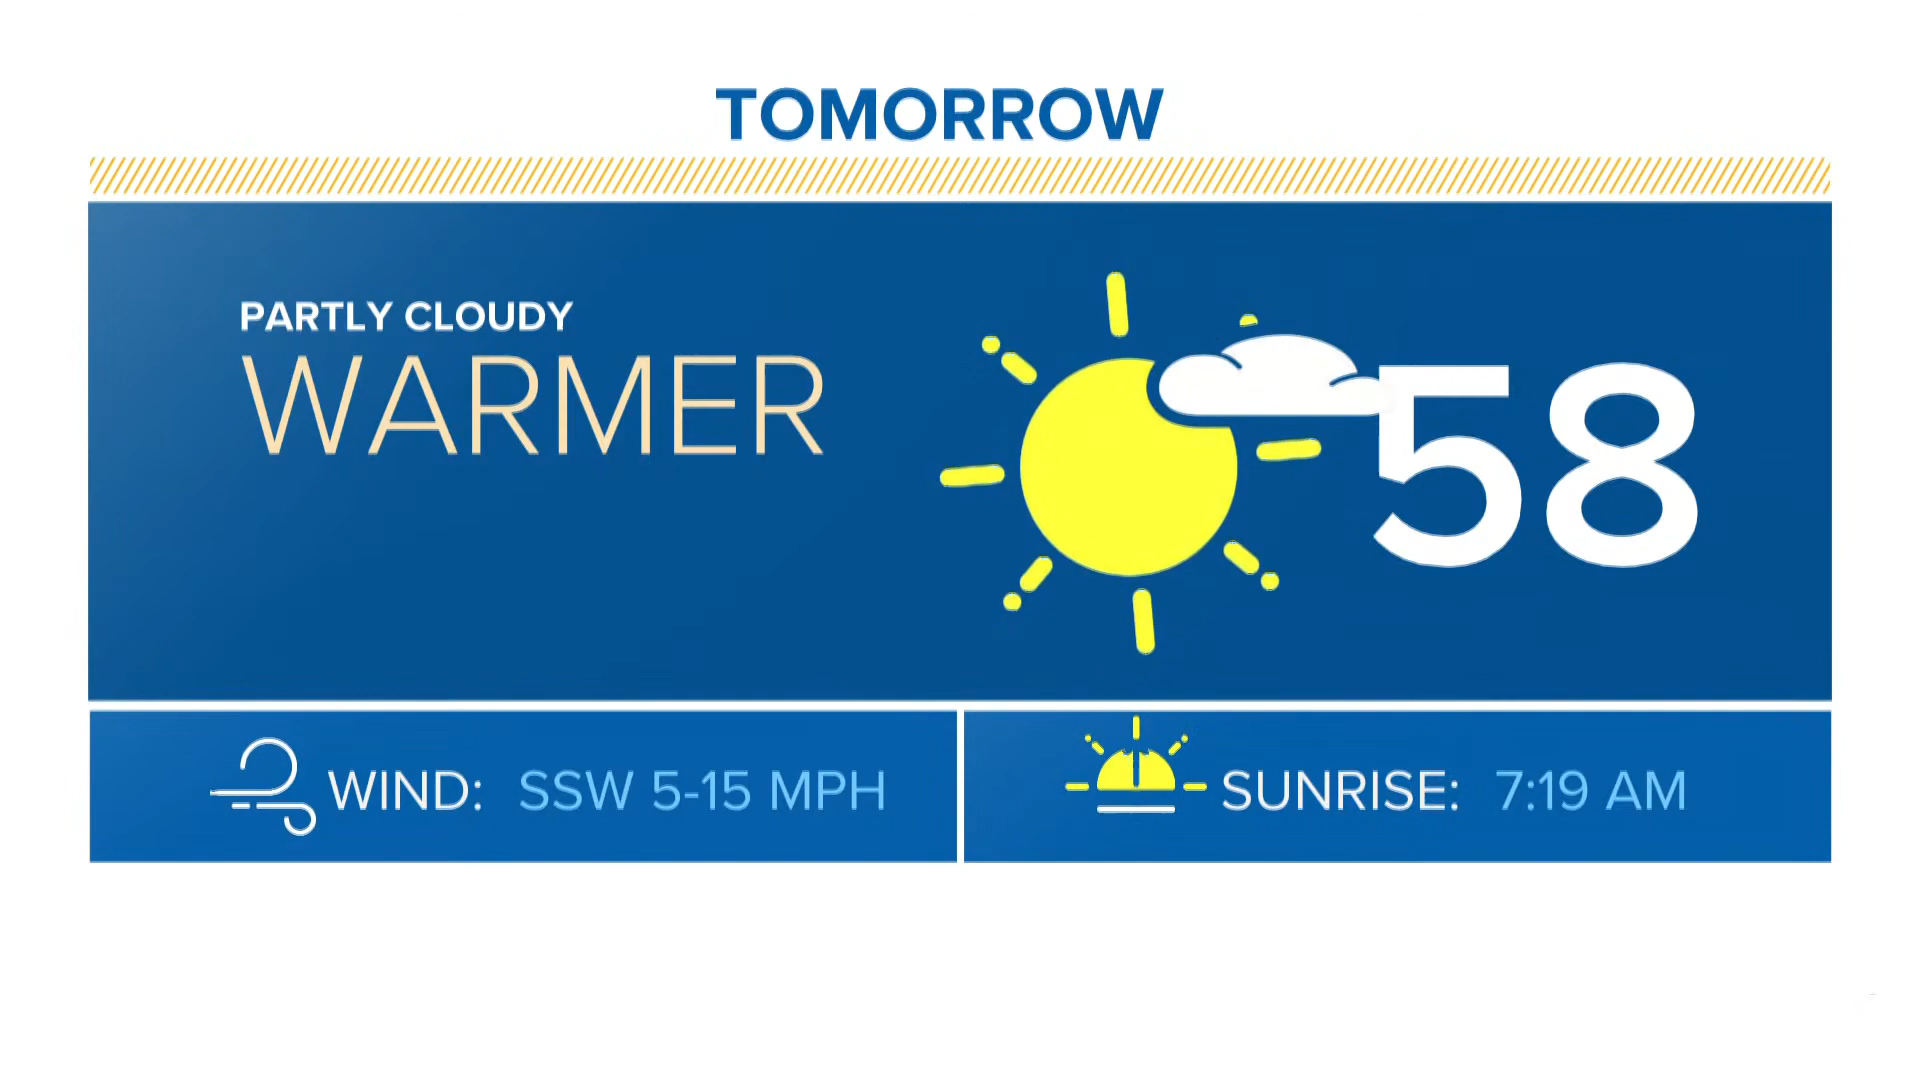 TOMORROW
PARTLY CLOUDY
WARMER
58
WIND: SSW 5-15 MPH
SUNRISE: 7:19 AM